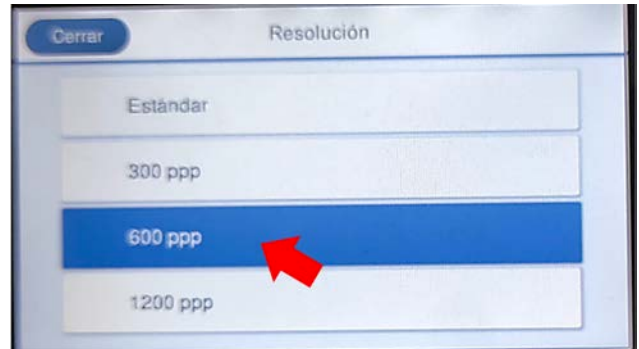 Cerrar
Resolución
Estándar
300 ppp
600 ppp
1200 ppp